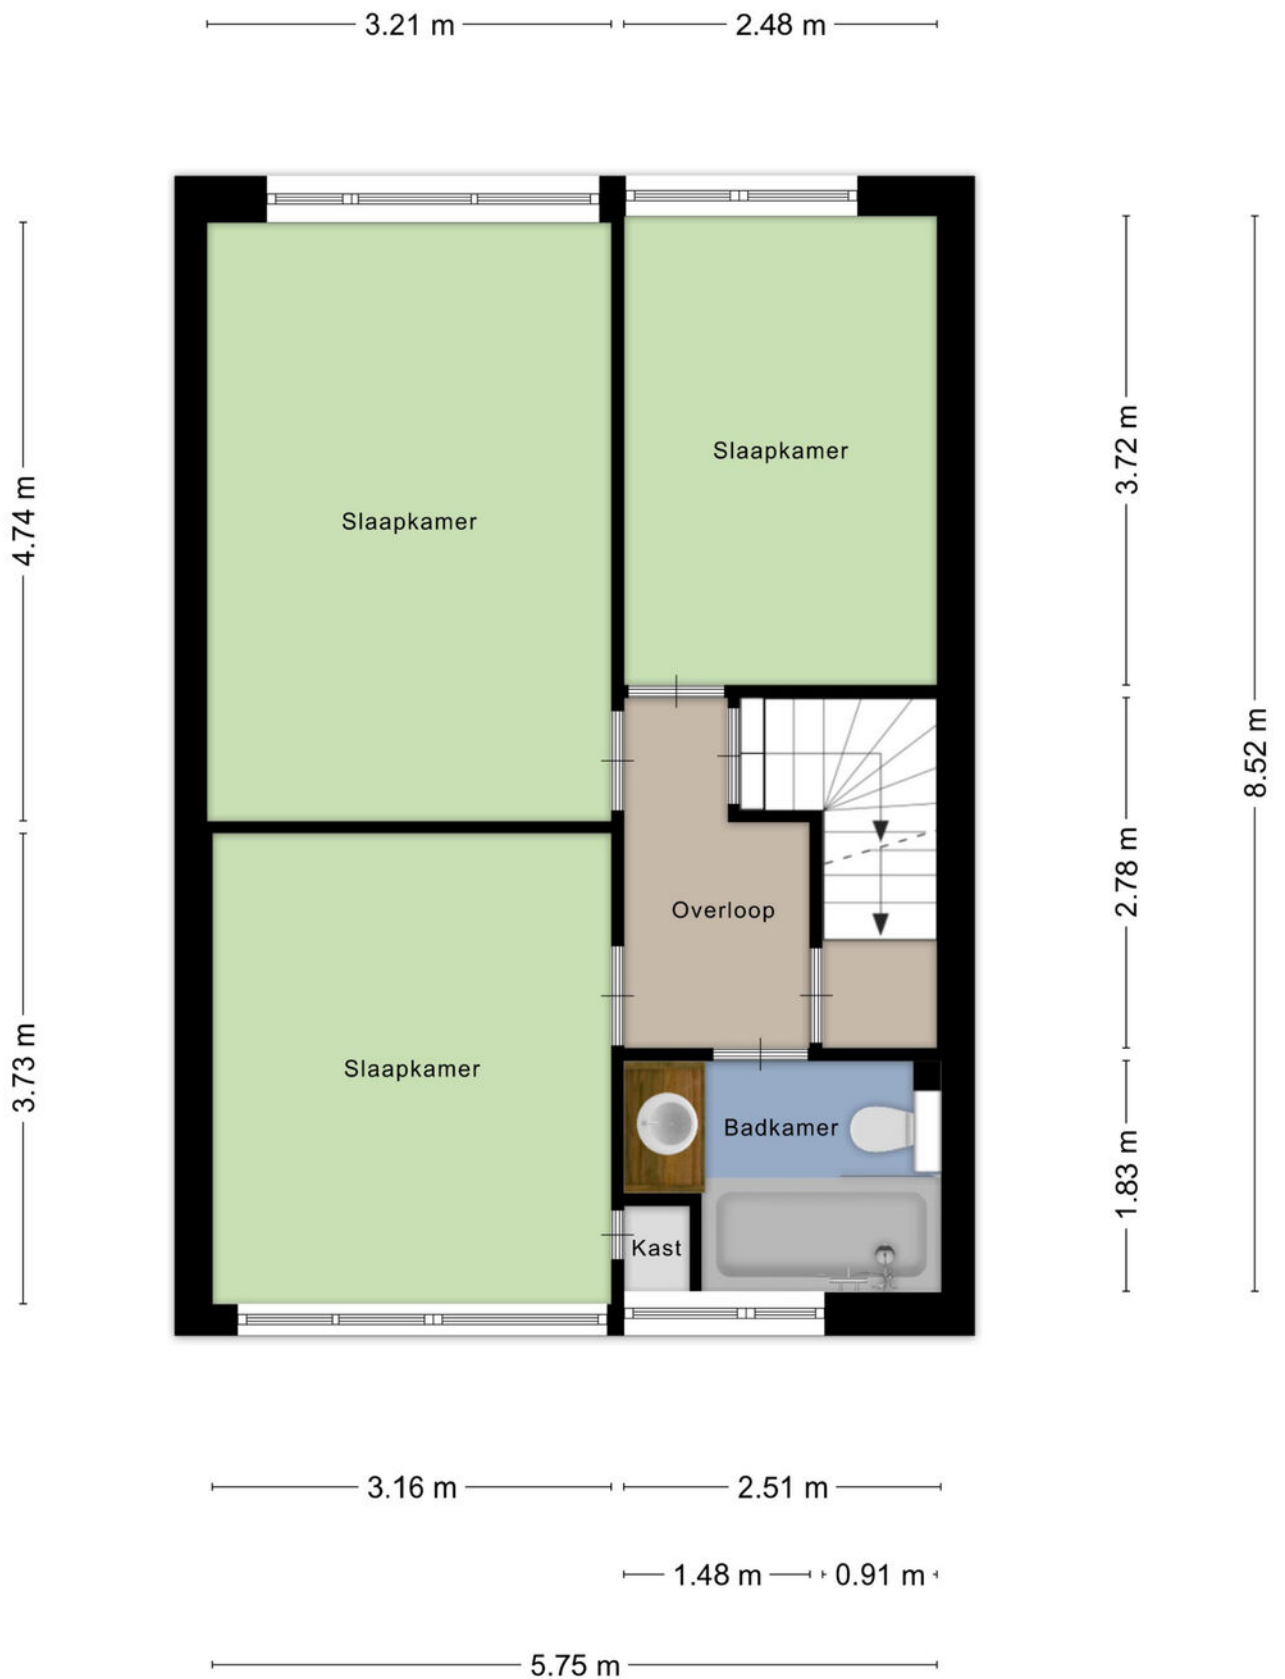 3.21 m
2.48 m
4.74 m
3.72 m
8.52 m
Slaapkamer
Slaapkamer
2.78 m
Overloop
3.73 m
Slaapkamer
Badkamer
1.83 m
Kast
3.16 m
2.51 m
1.48 m
0.91 m
5.75 m